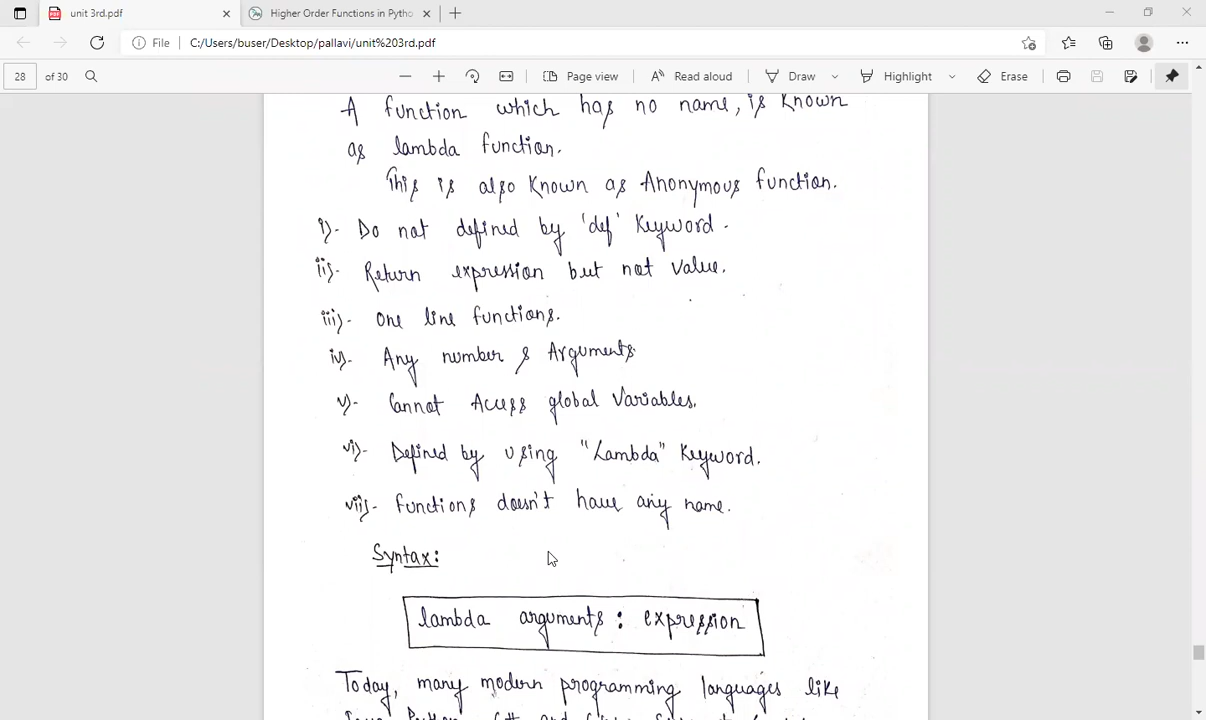 unit 3rd.pdf
Higher Order Functions in Pytho
File
C:/Users/buser/Desktop/pallavi/unit%203rd.pdf
28 of 30
Page view
Read aloud
Draw
Highlight
Erase
A function which has no name, is known
as lambda function.
This is also known as Anonymous function.
i)- Do not defined by 'def' Keyword.
ii)- Return expression but not value.
iii)- One line functions.
iv)- Any number of Arguments.
v)- Cannot Access global Variables.
vi)- Defined by using "Lambda" Keyword.
vii)- functions doesn't have any name.
Syntax:
lambda arguments : expression
Today, many modern programming languages like